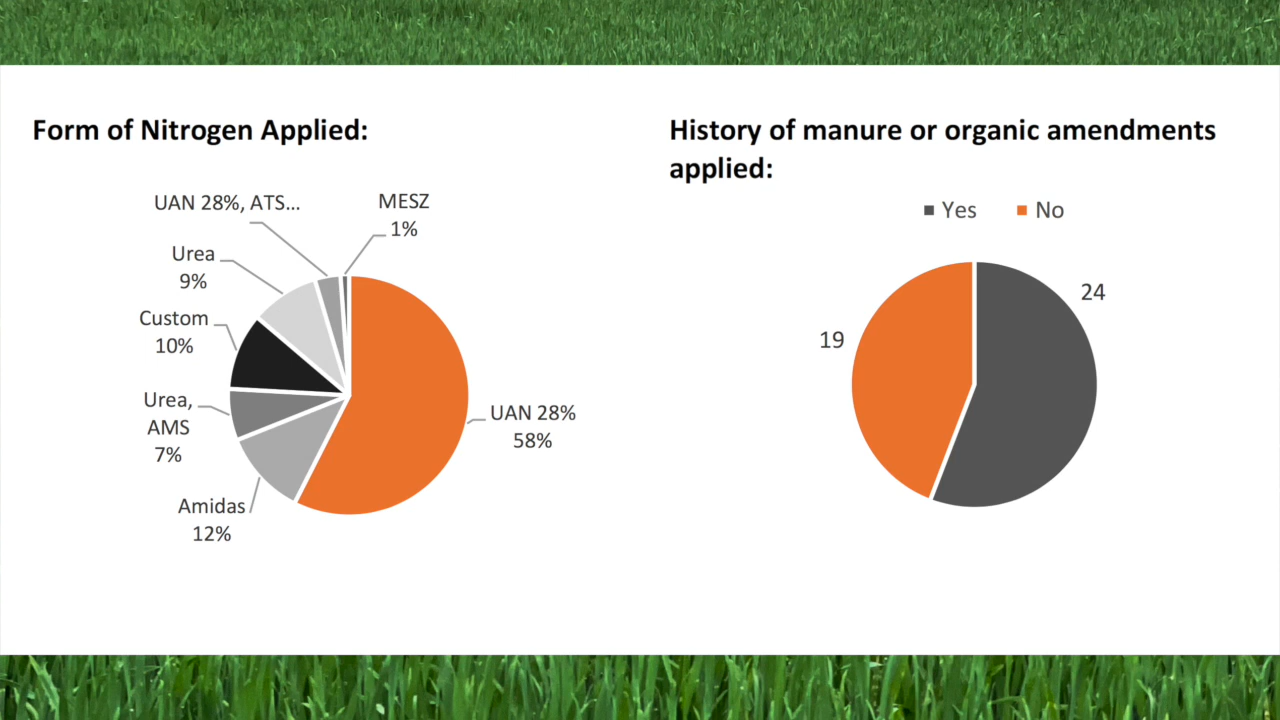 Form of Nitrogen Applied:
UAN 28%, ATS...
MESZ
1%
Urea
9%
Custom
10%
Urea,
AMS
7%
Amidas
12%
UAN 28%
58%
History of manure or organic amendments
applied:
Yes No
24
19